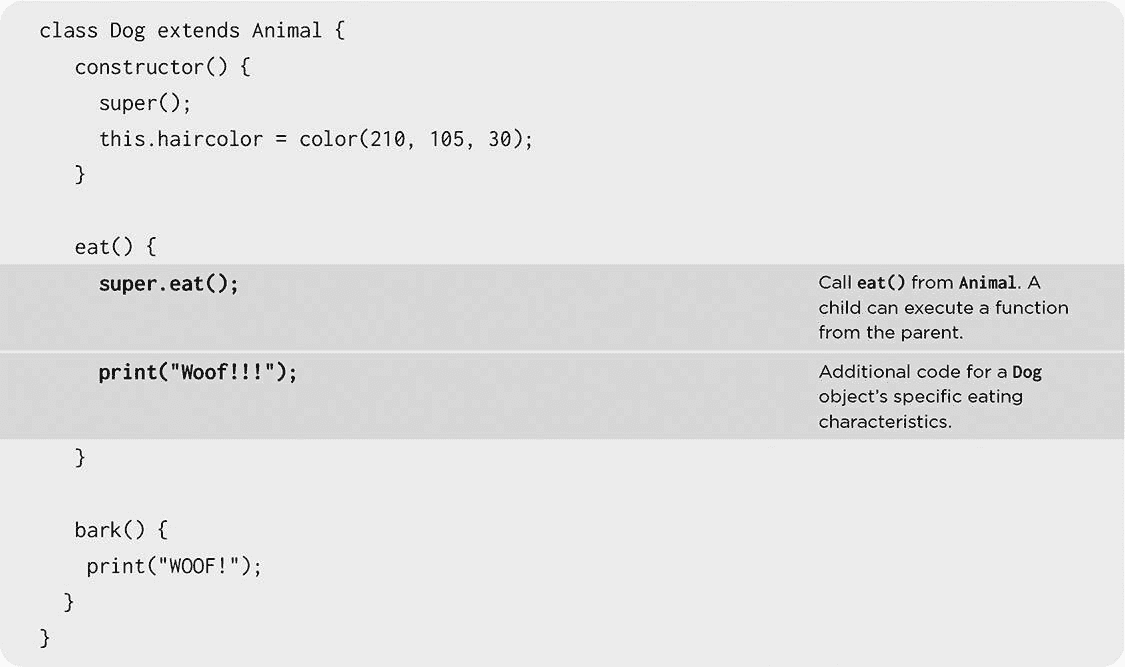 class Dog extends Animal {
constructor() {
super();
this.haircolor = color(210, 105, 30);
}
eat() {
super.eat();
Call eat() from Animal. A
child can execute a function
from the parent.
print("Woof!!!");
Additional code for a Dog
object’s specific eating
characteristics.
}
bark() {
print("WOOF!");
}
}